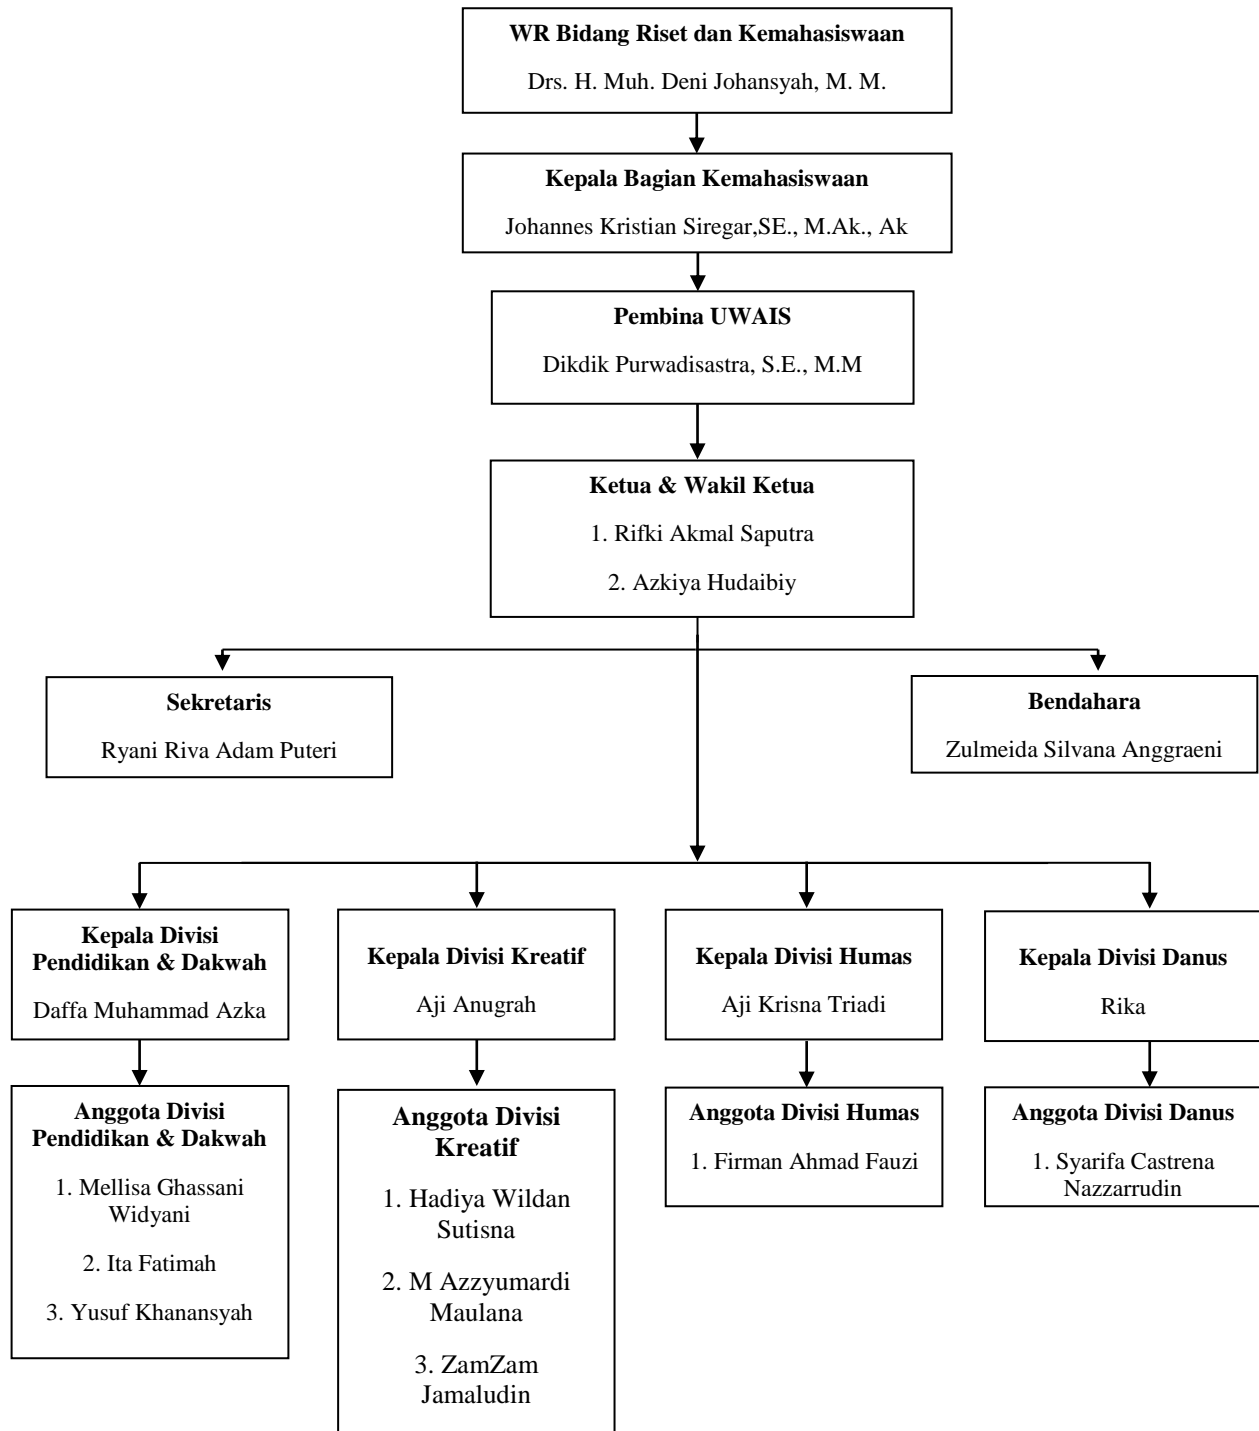 WR Bidang Riset dan Kemahasiswaan
Drs. H. Muh. Deni Johansyah, M. M.
Kepala Bagian Kemahasiswaan
Johannes Kristian Siregar,SE., M.Ak., Ak
Pembina UWAIS
Dikdik Purwadisastra, S.E., M.M
Ketua & Wakil Ketua
1. Rifki Akmal Saputra
2. Azkiya Hudaibiy
Sekretaris
Ryani Riva Adam Puteri
Bendahara
Zulmeida Silvana Anggraeni
Kepala Divisi
Pendidikan & Dakwah
Daffa Muhammad Azka
Kepala Divisi Kreatif
Aji Anugrah
Kepala Divisi Humas
Aji Krisna Triadi
Kepala Divisi Danus
Rika
Anggota Divisi
Pendidikan & Dakwah
1. Mellisa Ghassani
Widyani
2. Ita Fatimah
3. Yusuf Khanansyah
Anggota Divisi
Kreatif
1. Hadiya Wildan
Sutisna
2. M Azzyumardi
Maulana
3. ZamZam
Jamaludin
Anggota Divisi Humas
1. Firman Ahmad Fauzi
Anggota Divisi Danus
1. Syarifa Castrena
Nazzarrudin